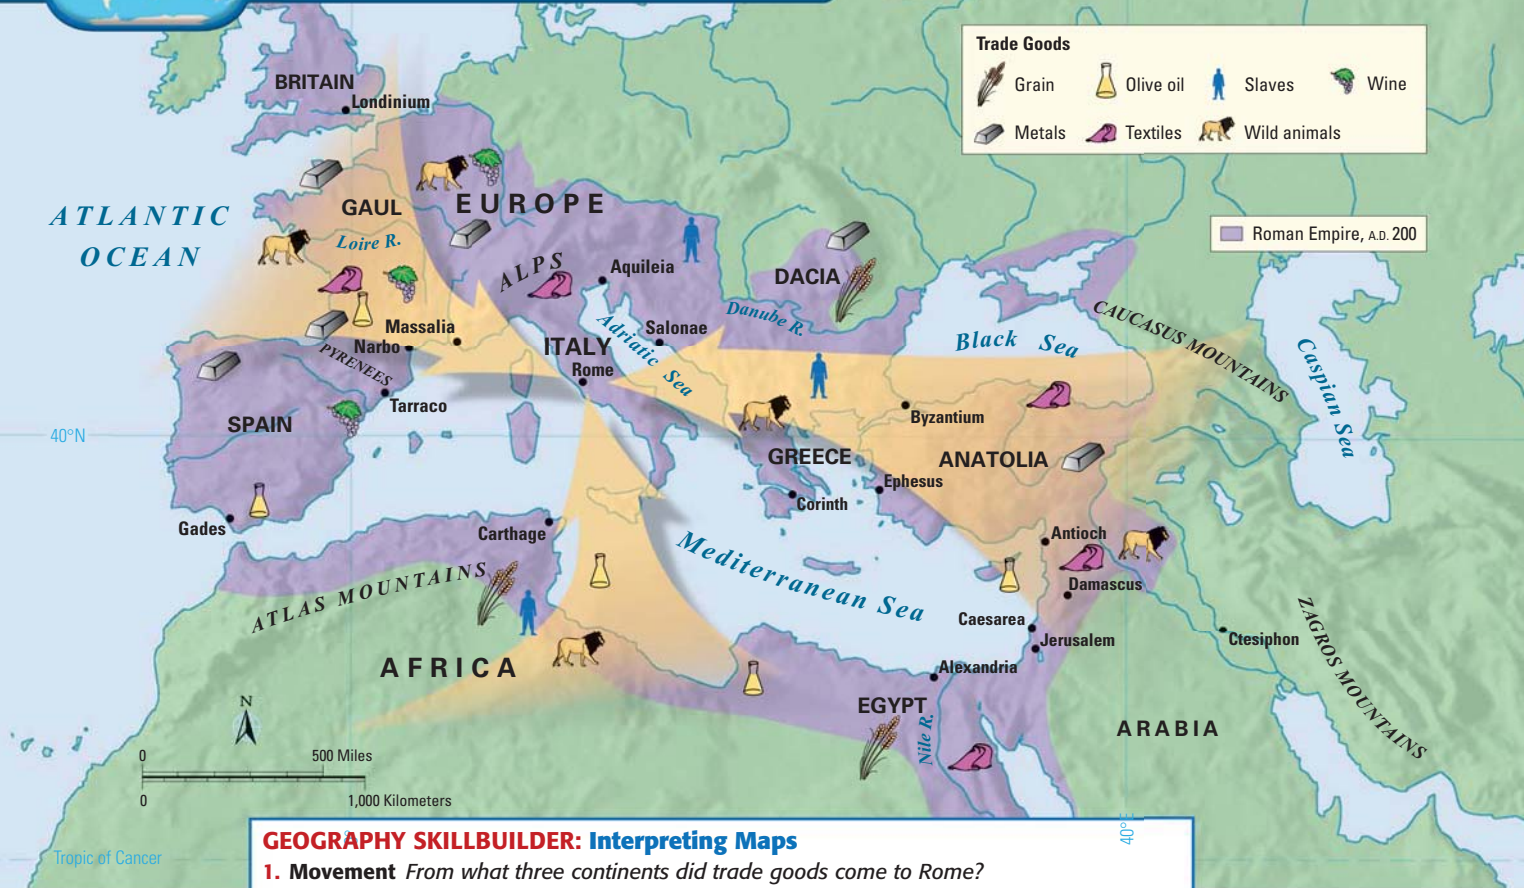 Trade Goods
Grain
Olive oil
Slaves
Wine
Metals
Textiles
Wild animals
Roman Empire, A.D. 200
BRITAIN
Londinium
ATLANTIC
OCEAN
GAUL
EUROPE
Loire R.
ALPS
Aquileia
DACIA
Danube R.
CAUCASUS MOUNTAINS
Black Sea
Caspian Sea
Massalia
Narbo
PYRENEES
ITALY
Rome
Adriatic Sea
Salonae
Tarraco
SPAIN
40°N
Byzantium
GREECE
ANATOLIA
Ephesus
Corinth
Gades
Carthage
Mediterranean Sea
Antioch
Damascus
ATLAS MOUNTAINS
Caesarea
Jerusalem
Ctesiphon
ZAGROS MOUNTAINS
AFRICA
Alexandria
EGYPT
Nile R.
ARABIA
N
0 500 Miles
0 1,000 Kilometers
40°E
Tropic of Cancer
GEOGRAPHY SKILLBUILDER: Interpreting Maps
1. Movement From what three continents did trade goods come to Rome?